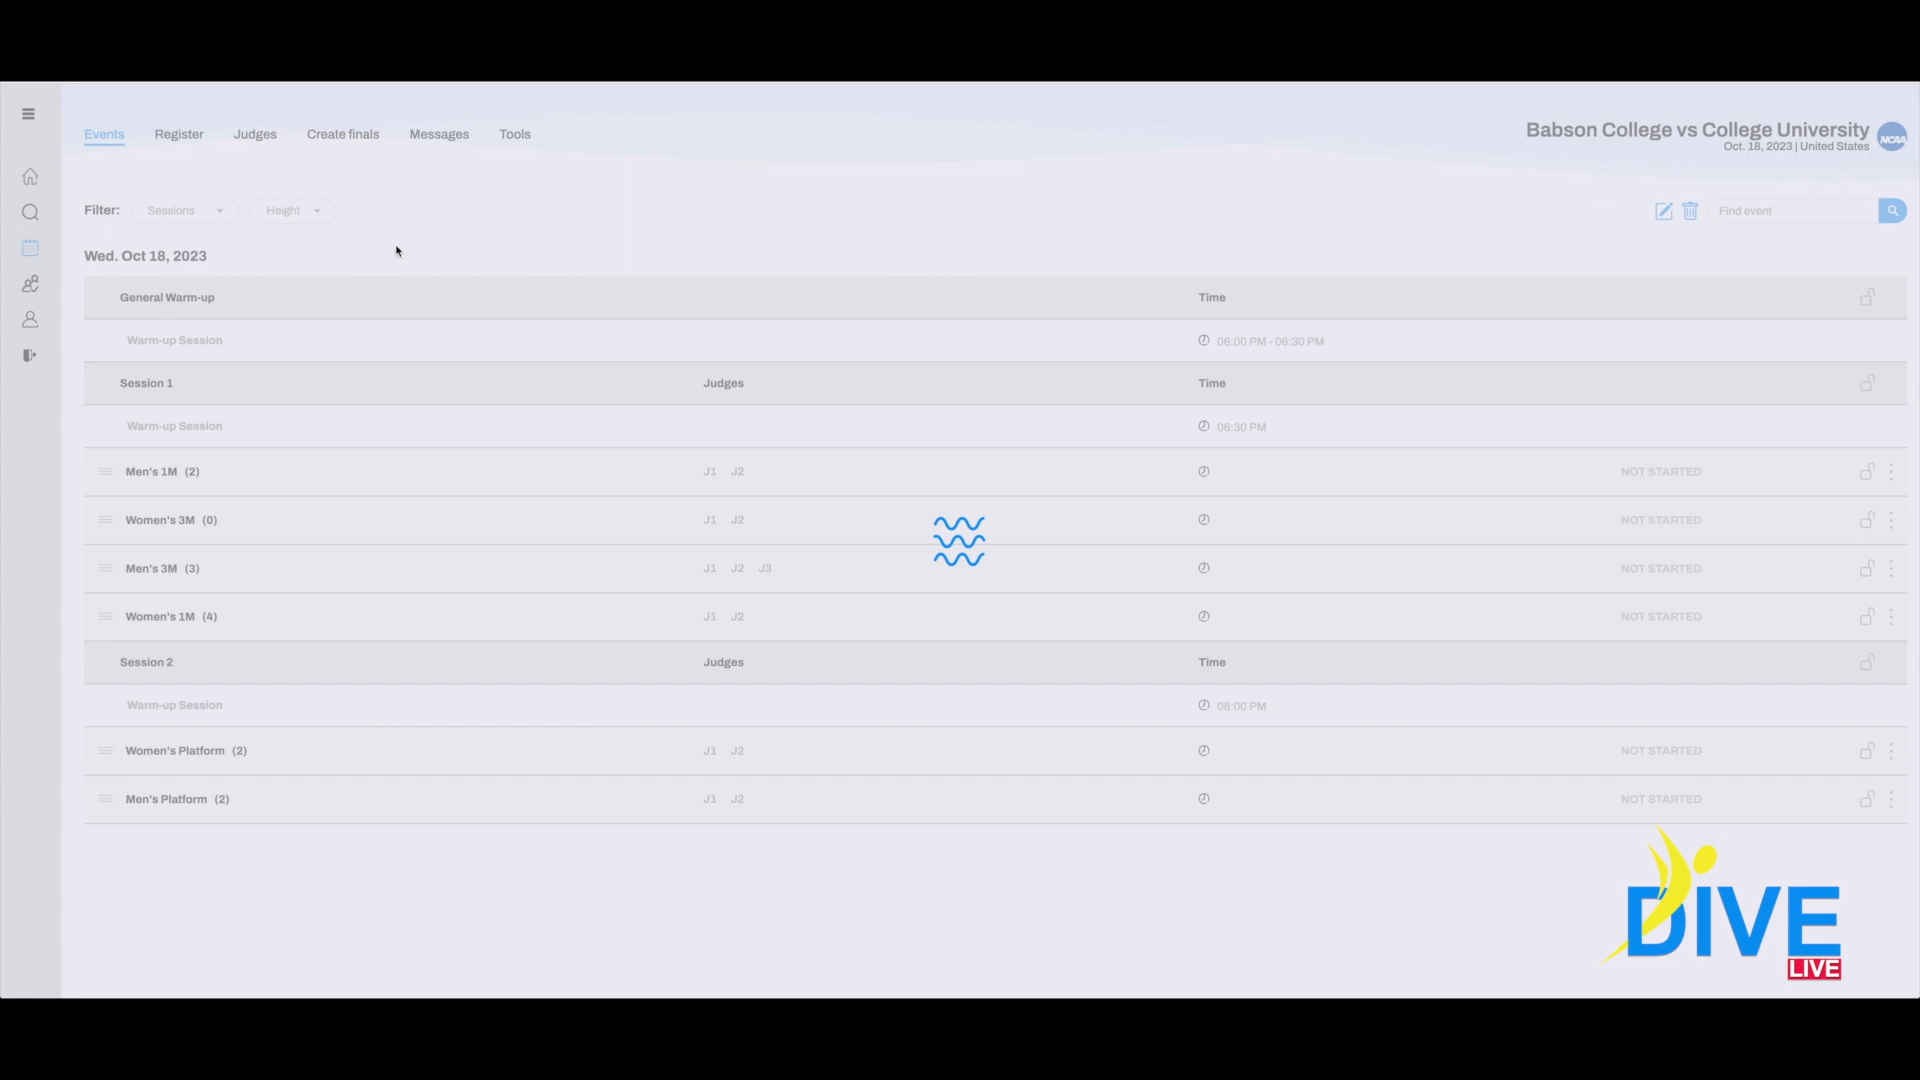 Events Register Judges Create finals Messages Tools
Babson College vs College University
Oct. 18, 2023 | United States
NCAA
Filter: Sessions Height Find event
Wed. Oct 18, 2023
General Warm-up Time
Warm-up Session 06:00 PM - 06:30 PM
Session 1 Judges Time
Warm-up Session 06:30 PM
Men's 1M (2) J1 J2 NOT STARTED
Women's 3M (0) J1 J2 NOT STARTED
Men's 3M (3) J1 J2 J3 NOT STARTED
Women's 1M (4) J1 J2 NOT STARTED
Session 2 Judges Time
Warm-up Session 08:00 PM
Women's Platform (2) J1 J2 NOT STARTED
Men's Platform (2) J1 J2 NOT STARTED
DIVE
LIVE